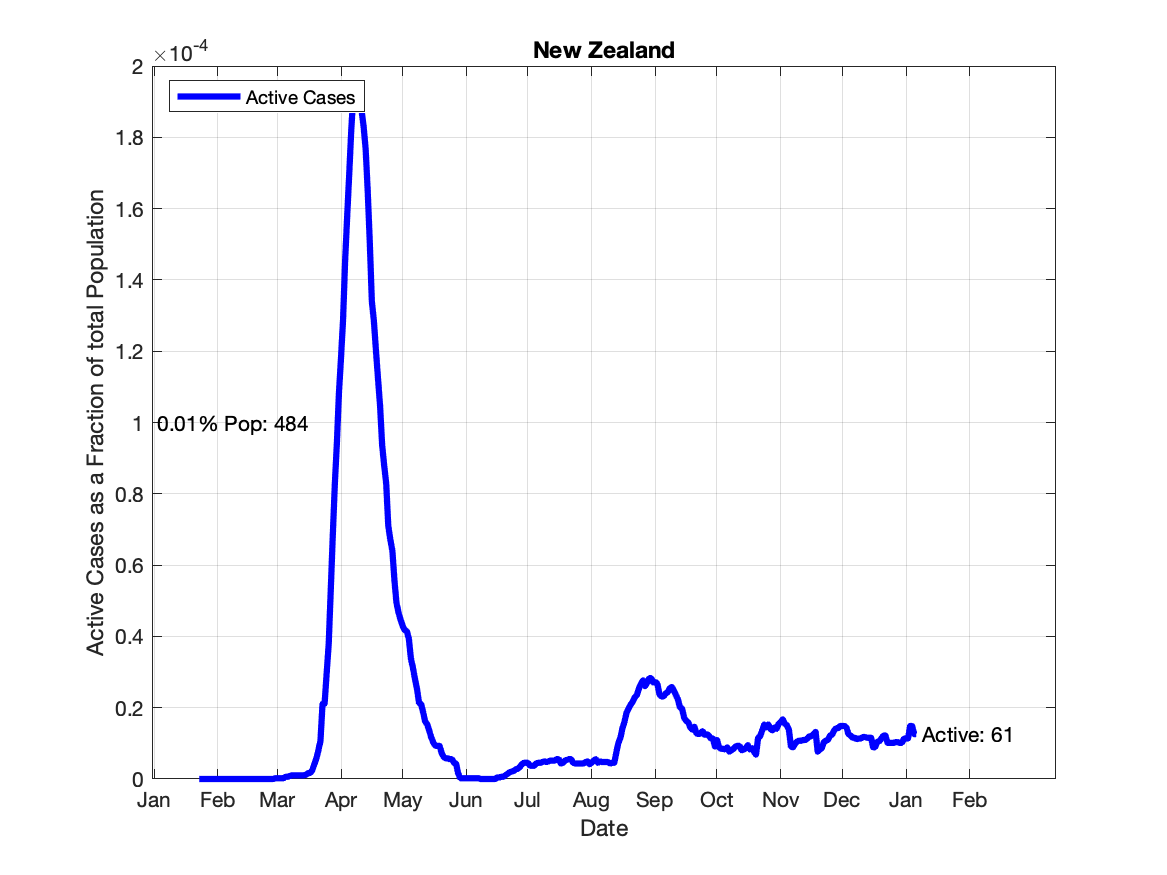 New Zealand
×10-4
Active Cases
2
1.8
1.6
1.4
1.2
1
0.8
0.6
0.4
0.2
0
Active Cases as a Fraction of total Population
0.01% Pop: 484
Active: 61
Jan Feb Mar Apr May Jun Jul Aug Sep Oct Nov Dec Jan Feb
Date